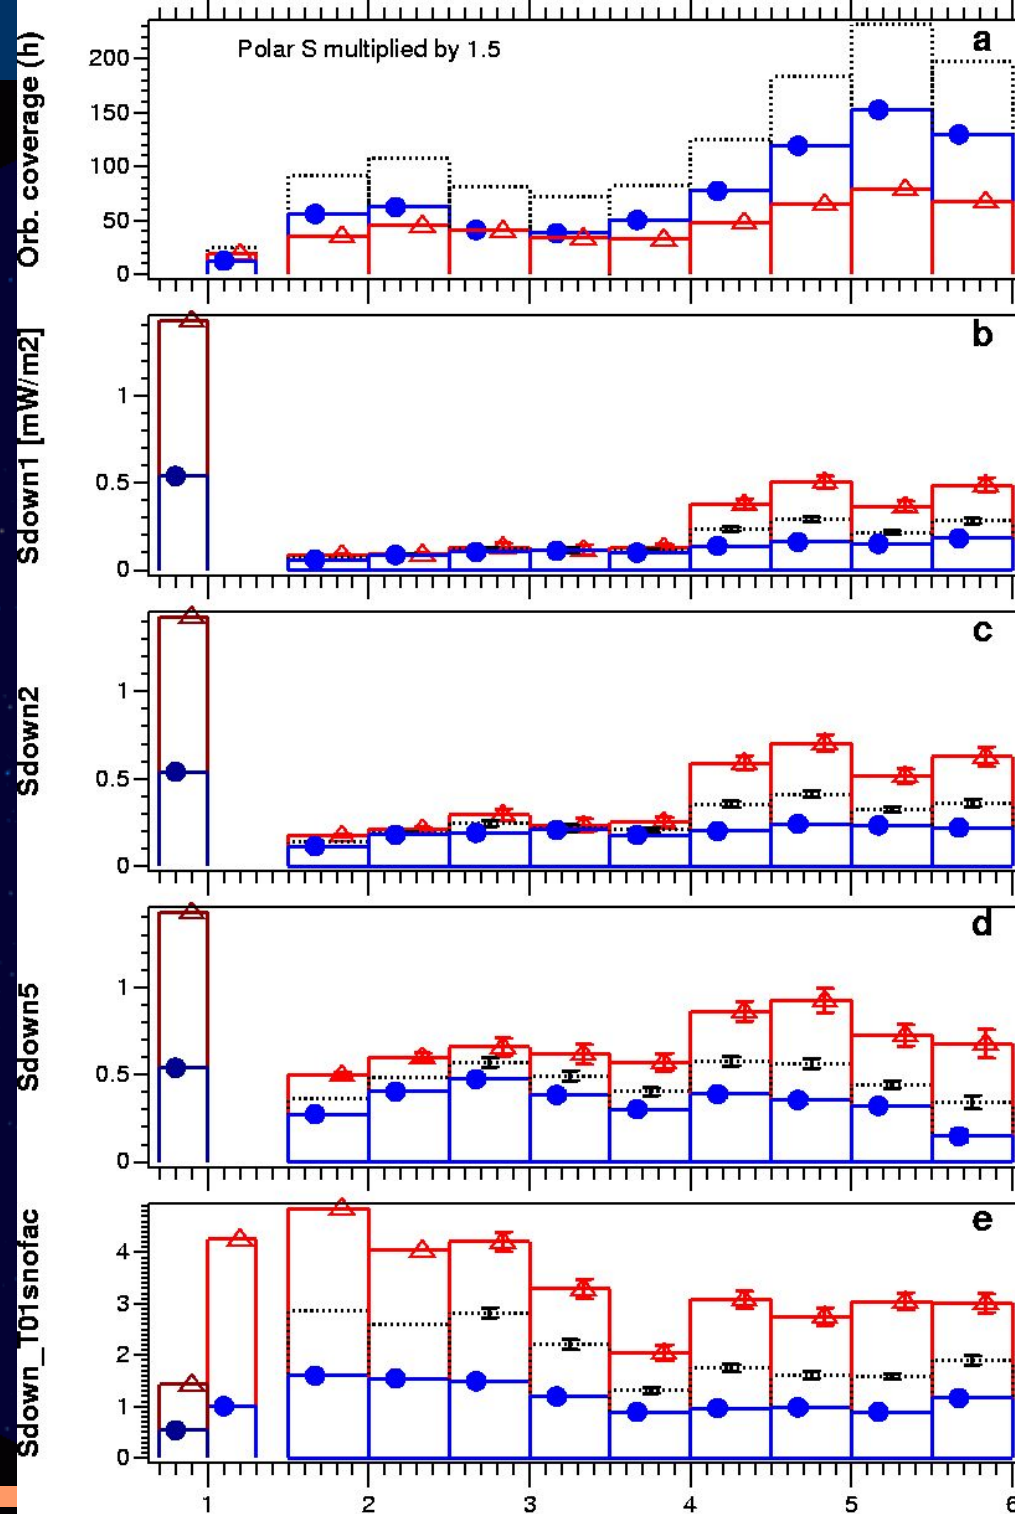 Orb. coverage (h)
Polar S multiplied by 1.5
a
200
150
100
50
0
Sdown1 [mW/m2]
b
1
0.5
0
Sdown2
c
1
0.5
0
Sdown5
d
1
0.5
0
Sdown_T01snofac
e
4
3
2
1
0
1 2 3 4 5 6